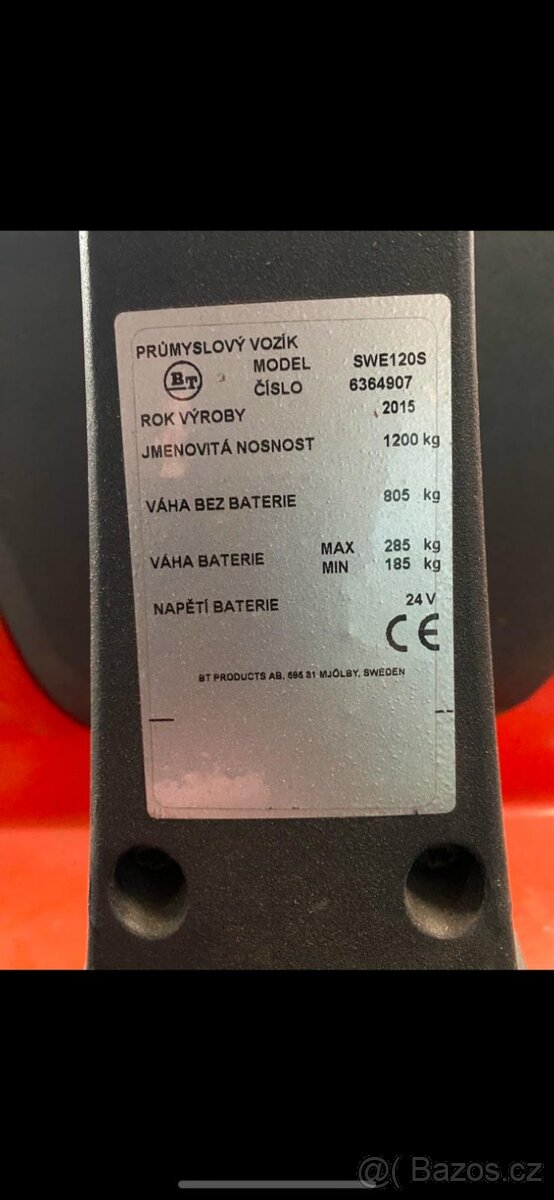 PRŮMYSLOVÝ VOZÍK
BT MODEL SWE120S
ČÍSLO 6364907
ROK VÝROBY 2015
JMENOVITÁ NOSNOST 1200 kg
VÁHA BEZ BATERIE 805 kg
VÁHA BATERIE MAX 285 kg
MIN 185 kg
NAPĚTÍ BATERIE 24 V
CE
BT PRODUCTS AB, 595 81 MJÖLBY, SWEDEN
@( Bazos.cz